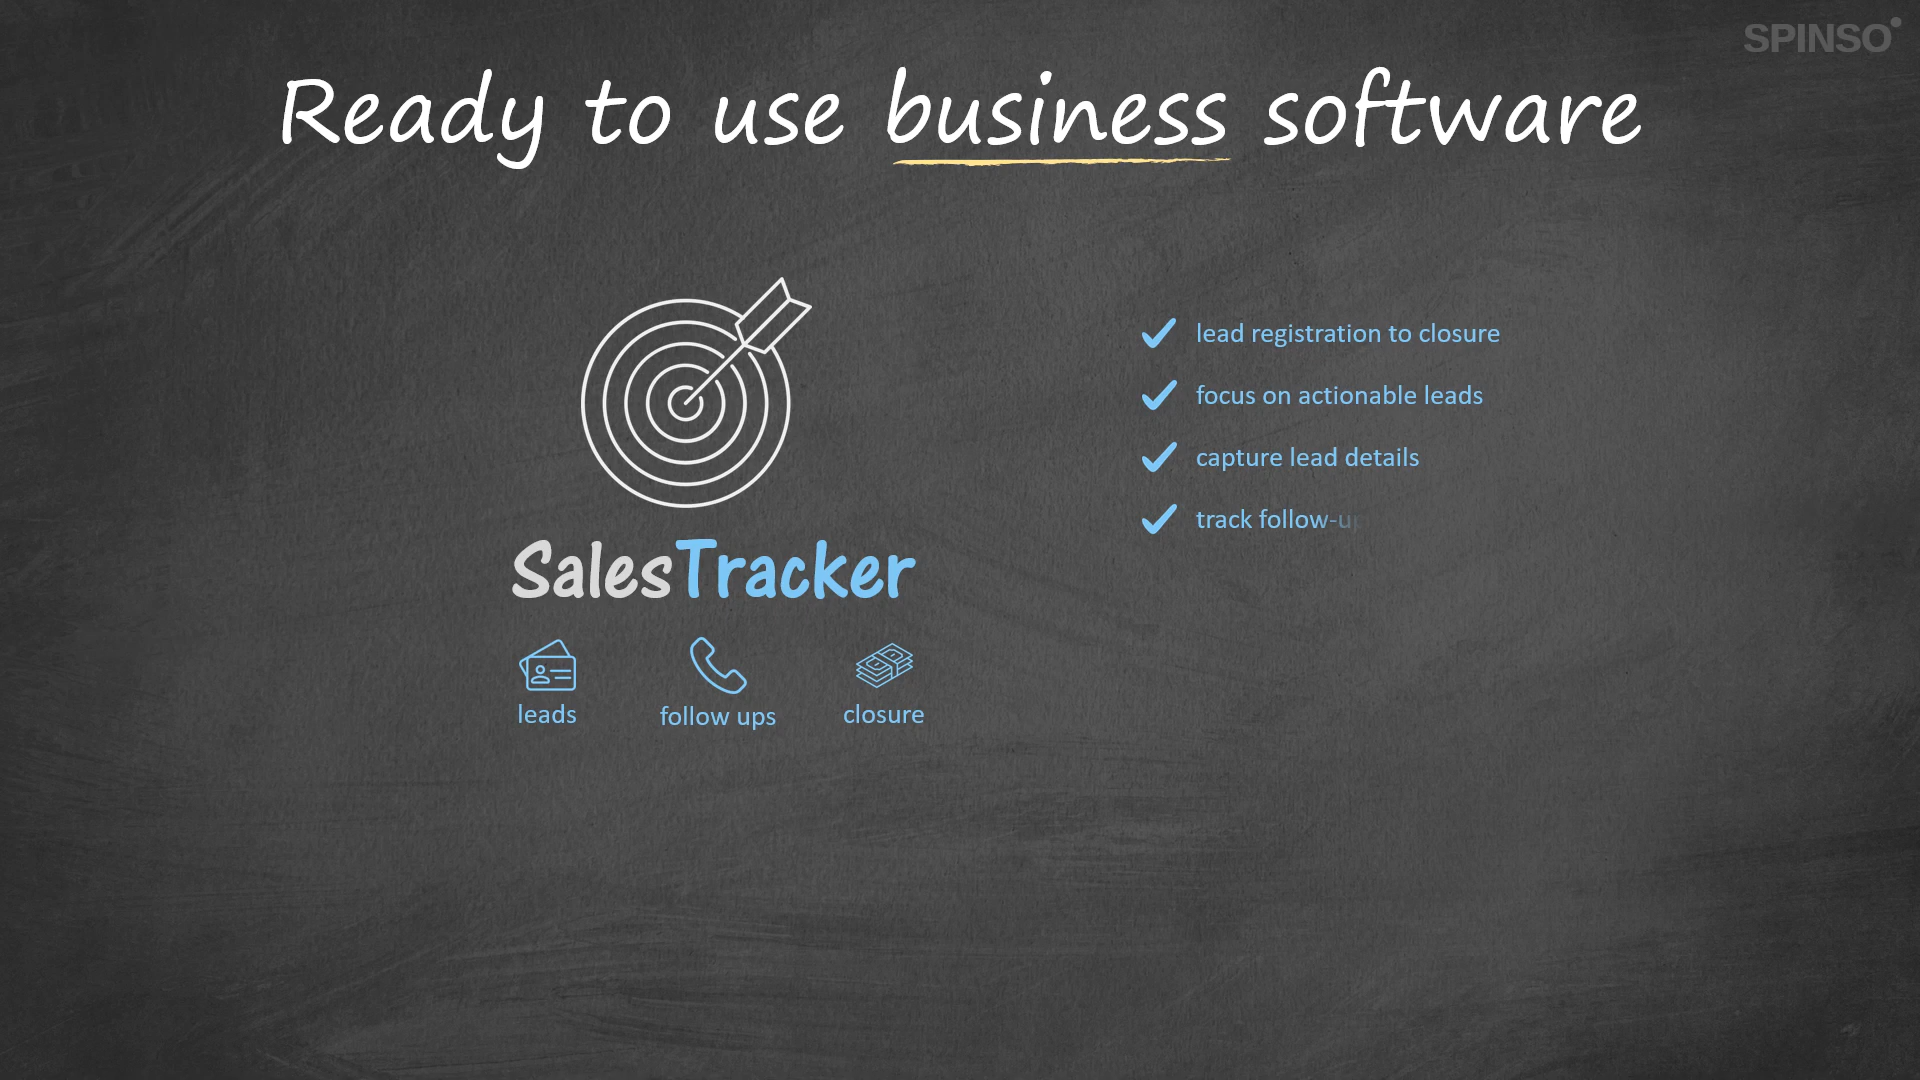 SPINSO
Ready to use business software
lead registration to closure
focus on actionable leads
capture lead details
track follow-up
SalesTracker
leads
follow ups
closure